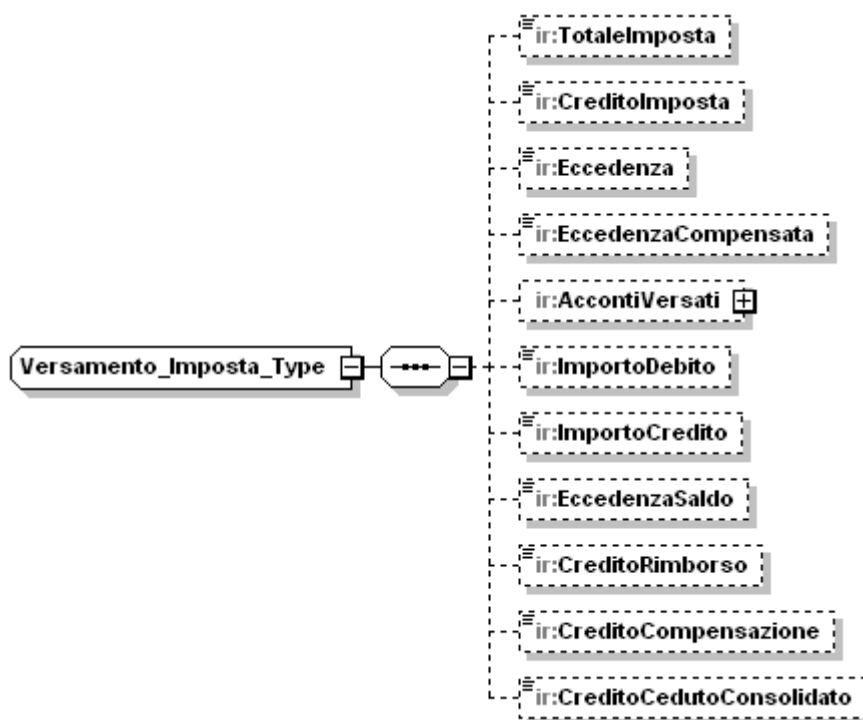 ir:TotaleImposta
ir:CreditoImposta
ir:Eccedenza
ir:EccedenzaCompensata
ir:AccontiVersati
Versamento_Imposta_Type
ir:ImportoDebito
ir:ImportoCredito
ir:EccedenzaSaldo
ir:CreditoRimborso
ir:CreditoCompensazione
ir:CreditoCedutoConsolidato